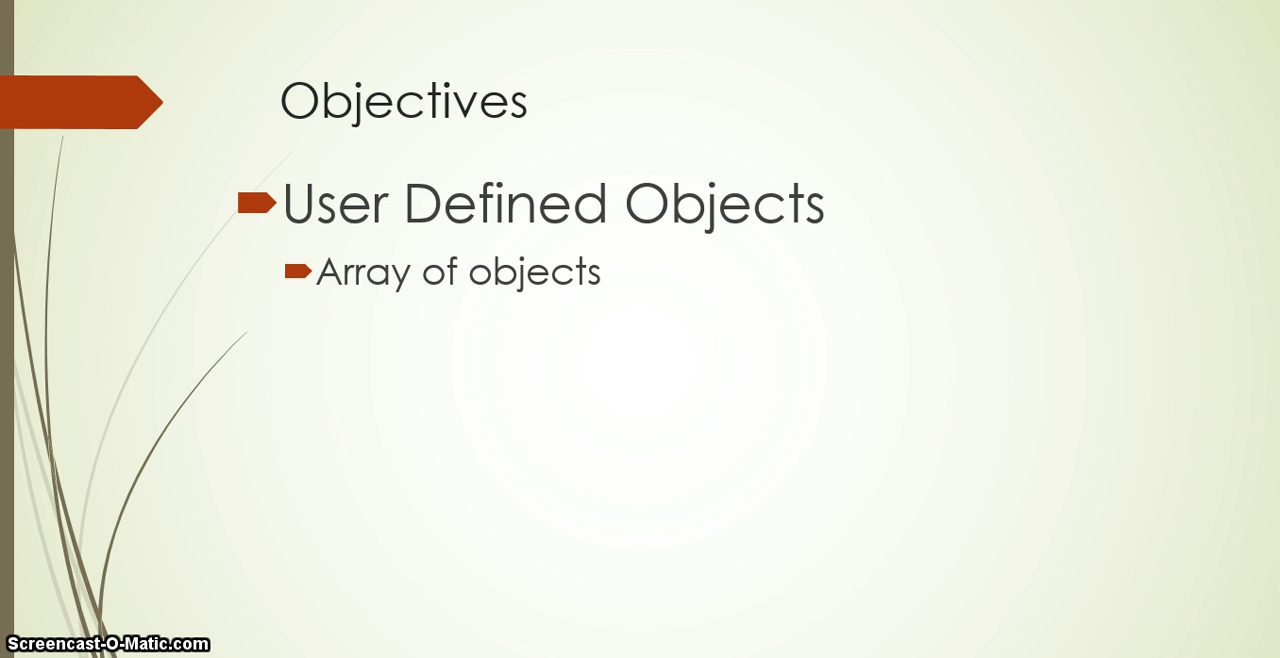 Objectives
User Defined Objects
Array of objects
Screencast-O-Matic.com